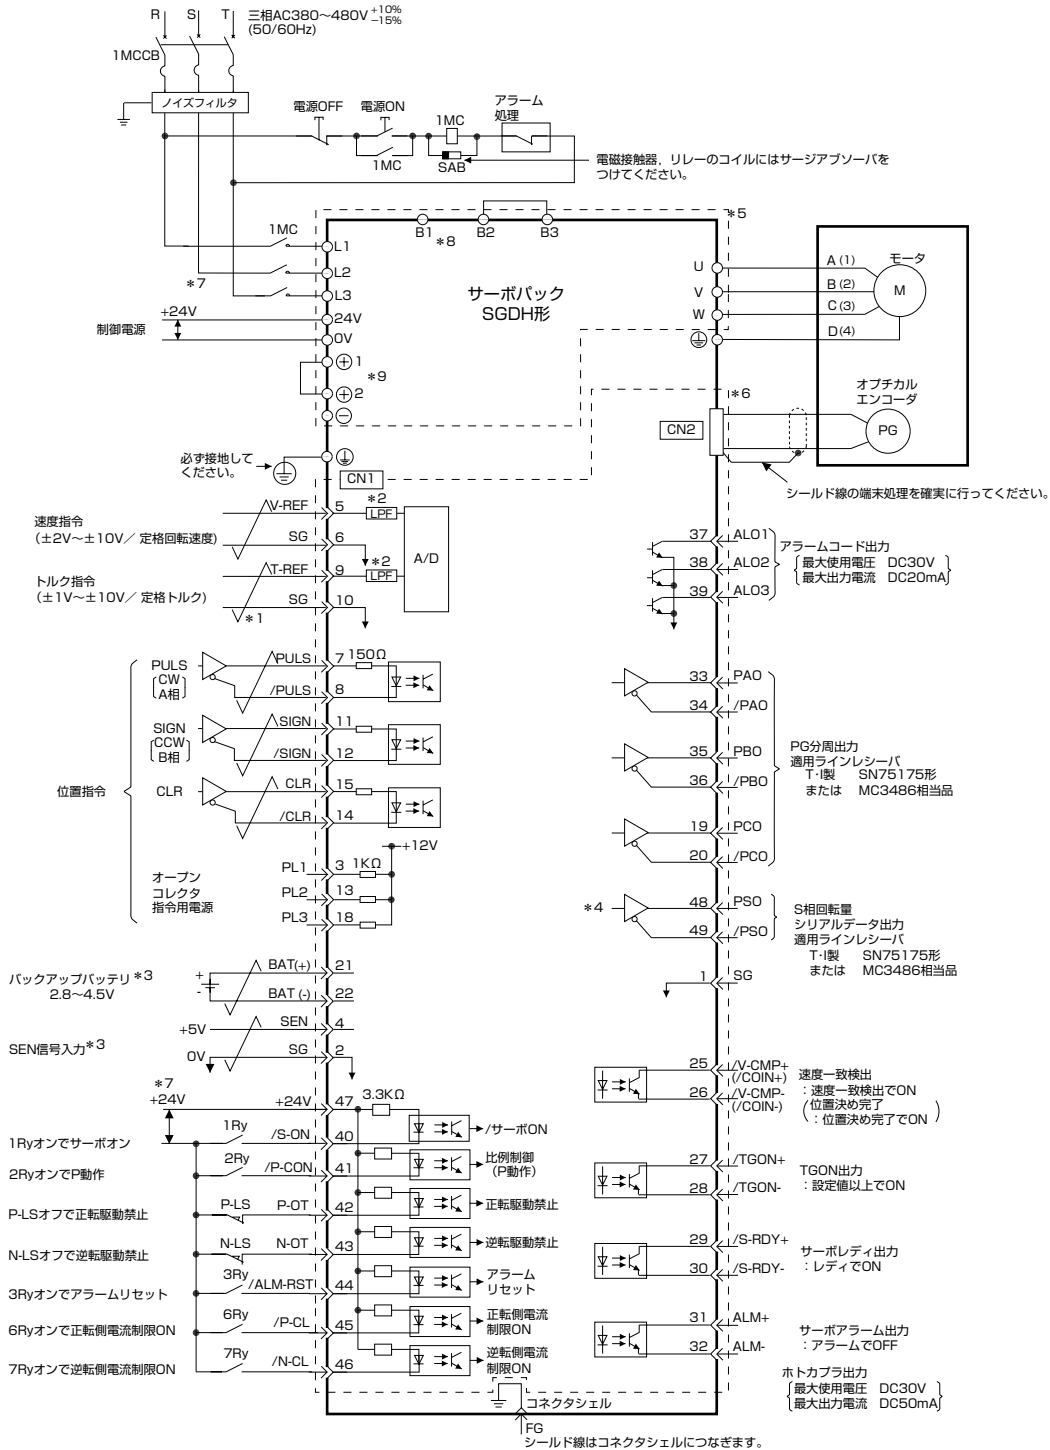 R S T 三相AC380～480V +10% −15%
(50/60Hz)
1MCCB
ノイズフィルタ
電源OFF
電源ON
1MC
1MC
SAB
アラーム
処理
電磁接触器，リレーのコイルにはサージアブソーバを
つけてください。
1MC
＊7
L1
L2
L3
+24V
制御電源
24V
0V
1
＊9
2
B1
＊8
B2
B3
＊5
サーボパック
SGDH形
U
V
W
A (1)
B (2)
C (3)
D (4)
モータ
M
オプチカル
エンコーダ
PG
＊6
CN2
シールド線の端末処理を確実に行ってください。
必ず接地して
ください。
CN1
速度指令
(±2V～±10V／ 定格回転速度)
V-REF 5
＊2
LPF
SG 6
トルク指令
(±1V～±10V／ 定格トルク)
T-REF 9
＊2
LPF
SG 10
＊1
A/D
位置指令
PULS
CW
A相
PULS 7 150Ω
/PULS 8
SIGN
CCW
B相
SIGN 11
/SIGN 12
CLR
CLR 15
/CLR 14
+12V
オープン
コレクタ
指令用電源
PL1 3 1KΩ
PL2 13
PL3 18
バックアップバッテリ＊3
2.8～4.5V
+
-
BAT(+) 21
BAT (-) 22
SEN信号入力＊3
+5V SEN 4
0V SG 2
＊7
+24V
+24V 47 3.3KΩ
1Ryオンでサーボオン
1Ry /S-ON 40
/サーボON
2RyオンでP動作
2Ry /P-CON 41
比例制御
(P動作)
P-LSオフで正転駆動禁止
P-LS P-OT 42
正転駆動禁止
N-LSオフで逆転駆動禁止
N-LS N-OT 43
逆転駆動禁止
3Ryオンでアラームリセット
3Ry /ALM-RST 44
アラーム
リセット
6Ryオンで正転側電流制限ON
6Ry /P-CL 45
正転側電流
制限ON
7Ryオンで逆転側電流制限ON
7Ry /N-CL 46
逆転側電流
制限ON
37 ALO1
38 ALO2
39 ALO3
アラームコード出力
最大使用電圧 DC30V
最大出力電流 DC20mA
33 PAO
34 /PAO
35 PBO
36 /PBO
19 PCO
20 /PCO
PG分周出力
適用ラインレシーバ
T･I製 SN75175形
または MC3486相当品
＊4
48 PSO
49 /PSO
S相回転量
シリアルデータ出力
適用ラインレシーバ
T･I製 SN75175形
または MC3486相当品
1 SG
25 /V-CMP+
(/COIN+)
26 /V-CMP-
(/COIN-)
速度一致検出
：速度一致検出でON
(位置決め完了
：位置決め完了でON)
27 /TGON+
28 /TGON-
TGON出力
：設定値以上でON
29 /S-RDY+
30 /S-RDY-
サーボレディ出力
：レディでON
31 ALM+
32 ALM-
サーボアラーム出力
：アラームでOFF
ホトカプラ出力
最大使用電圧 DC30V
最大出力電流 DC50mA
コネクタシェル
FG
シールド線はコネクタシェルにつなぎます。